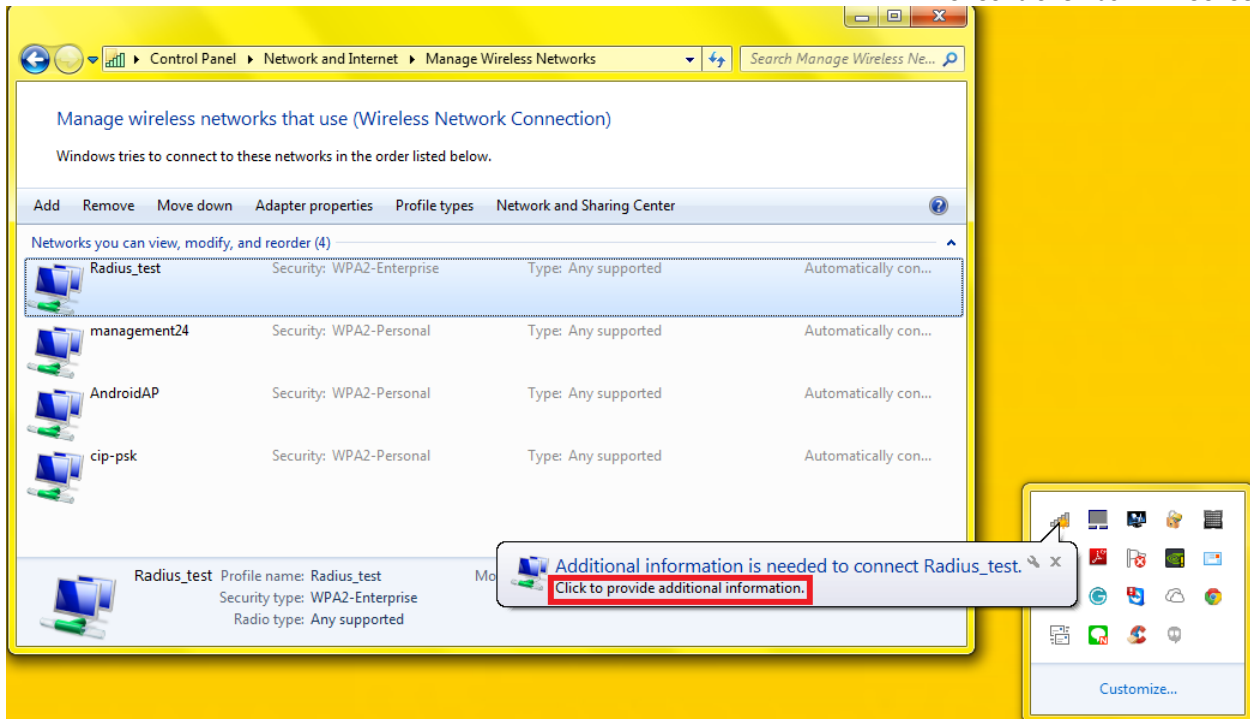 Control Panel ▸ Network and Internet ▸ Manage Wireless Networks Search Manage Wireless Ne...
Manage wireless networks that use (Wireless Network Connection)
Windows tries to connect to these networks in the order listed below.
Add Remove Move down Adapter properties Profile types Network and Sharing Center
Networks you can view, modify, and reorder (4)
Radius_test Security: WPA2-Enterprise Type: Any supported Automatically con...
management24 Security: WPA2-Personal Type: Any supported Automatically con...
AndroidAP Security: WPA2-Personal Type: Any supported Automatically con...
cip-psk Security: WPA2-Personal Type: Any supported Automatically con...
Radius_test Profile name: Radius_test Mo
Security type: WPA2-Enterprise
Radio type: Any supported
Additional information is needed to connect Radius_test.
Click to provide additional information.
Customize...